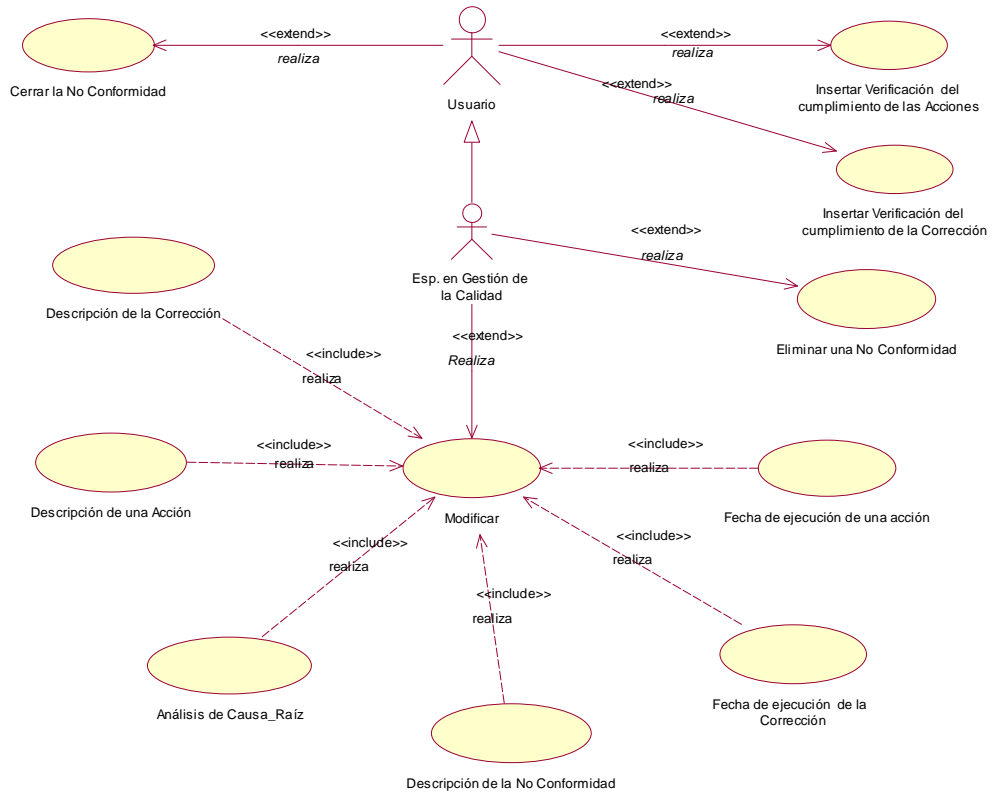 <<extend>>
realiza
<<extend>>
realiza
Cerrar la No Conformidad
Usuario
<<extend>>
realiza
Insertar Verificación del
cumplimiento de las Acciones
Insertar Verificación del
cumplimiento de la Corrección
<<extend>>
realiza
Esp. en Gestión de
la Calidad
Descripción de la Corrección
<<extend>>
Realiza
Eliminar una No Conformidad
<<include>>
realiza
<<include>>
realiza
<<include>>
realiza
Descripción de una Acción
Modificar
Fecha de ejecución de una acción
<<include>>
realiza
<<include>>
realiza
<<include>>
realiza
Análisis de Causa_Raíz
Fecha de ejecución de la
Corrección
Descripción de la No Conformidad